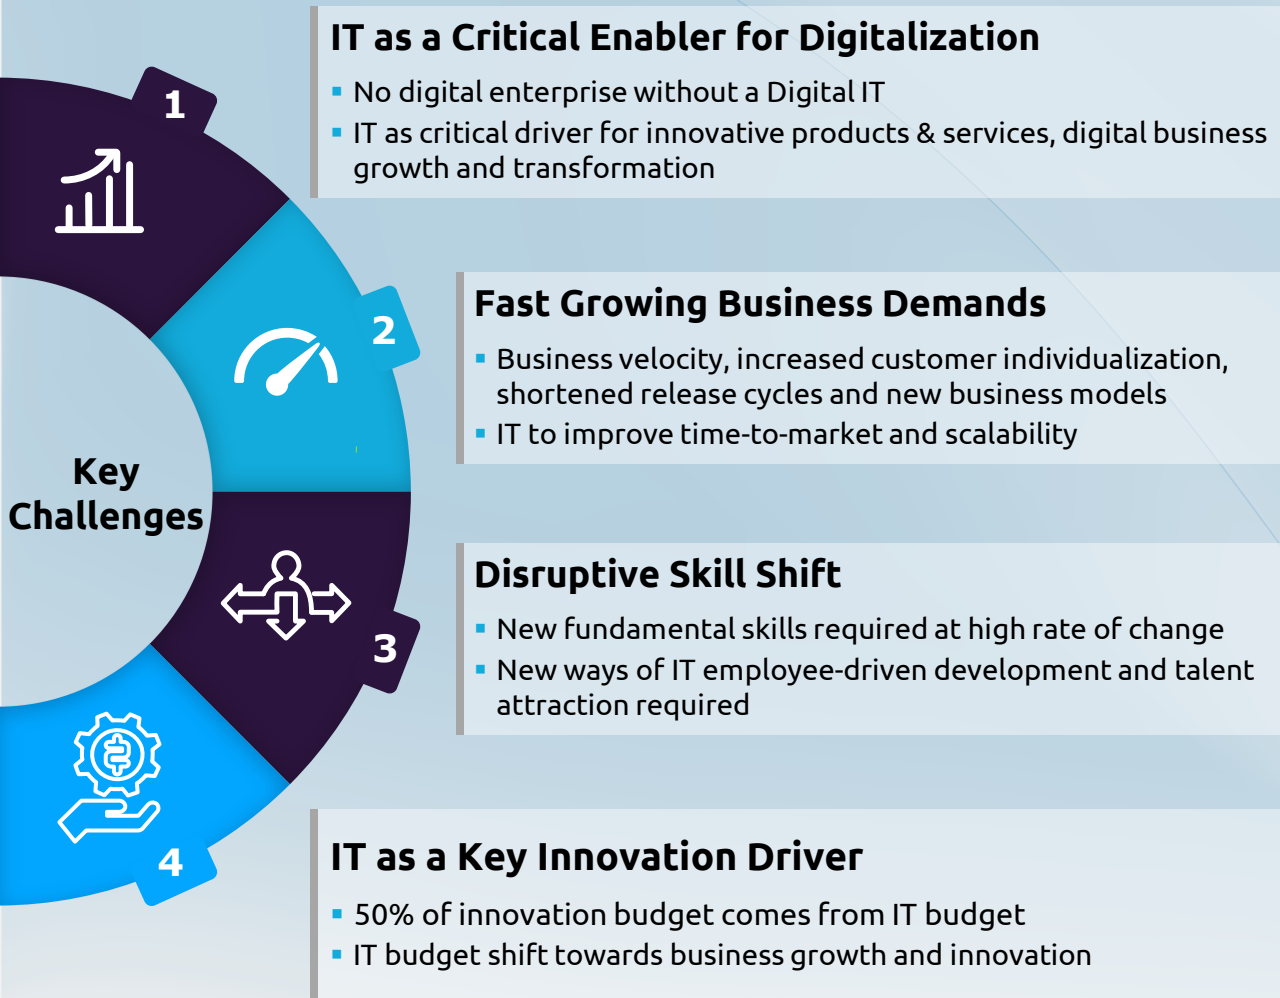 1
IT as a Critical Enabler for Digitalization
▪ No digital enterprise without a Digital IT
▪ IT as critical driver for innovative products & services, digital business
growth and transformation
2
Fast Growing Business Demands
▪ Business velocity, increased customer individualization,
shortened release cycles and new business models
▪ IT to improve time-to-market and scalability
Key
Challenges
3
Disruptive Skill Shift
▪ New fundamental skills required at high rate of change
▪ New ways of IT employee-driven development and talent
attraction required
4
IT as a Key Innovation Driver
▪ 50% of innovation budget comes from IT budget
▪ IT budget shift towards business growth and innovation